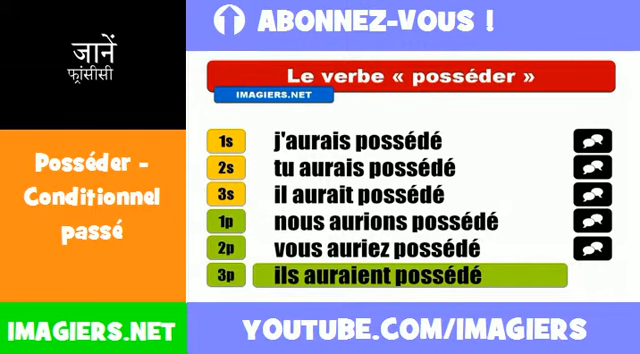 जानें
फ्रांसीसी
ABONNEZ-VOUS !
Le verbe « posséder »
IMAGIERS.NET
1s j'aurais possédé
2s tu aurais possédé
3s il aurait possédé
1p nous aurions possédé
2p vous auriez possédé
3p ils auraient possédé
Posséder -
Conditionnel
passé
IMAGIERS.NET
YOUTUBE.COM/IMAGIERS